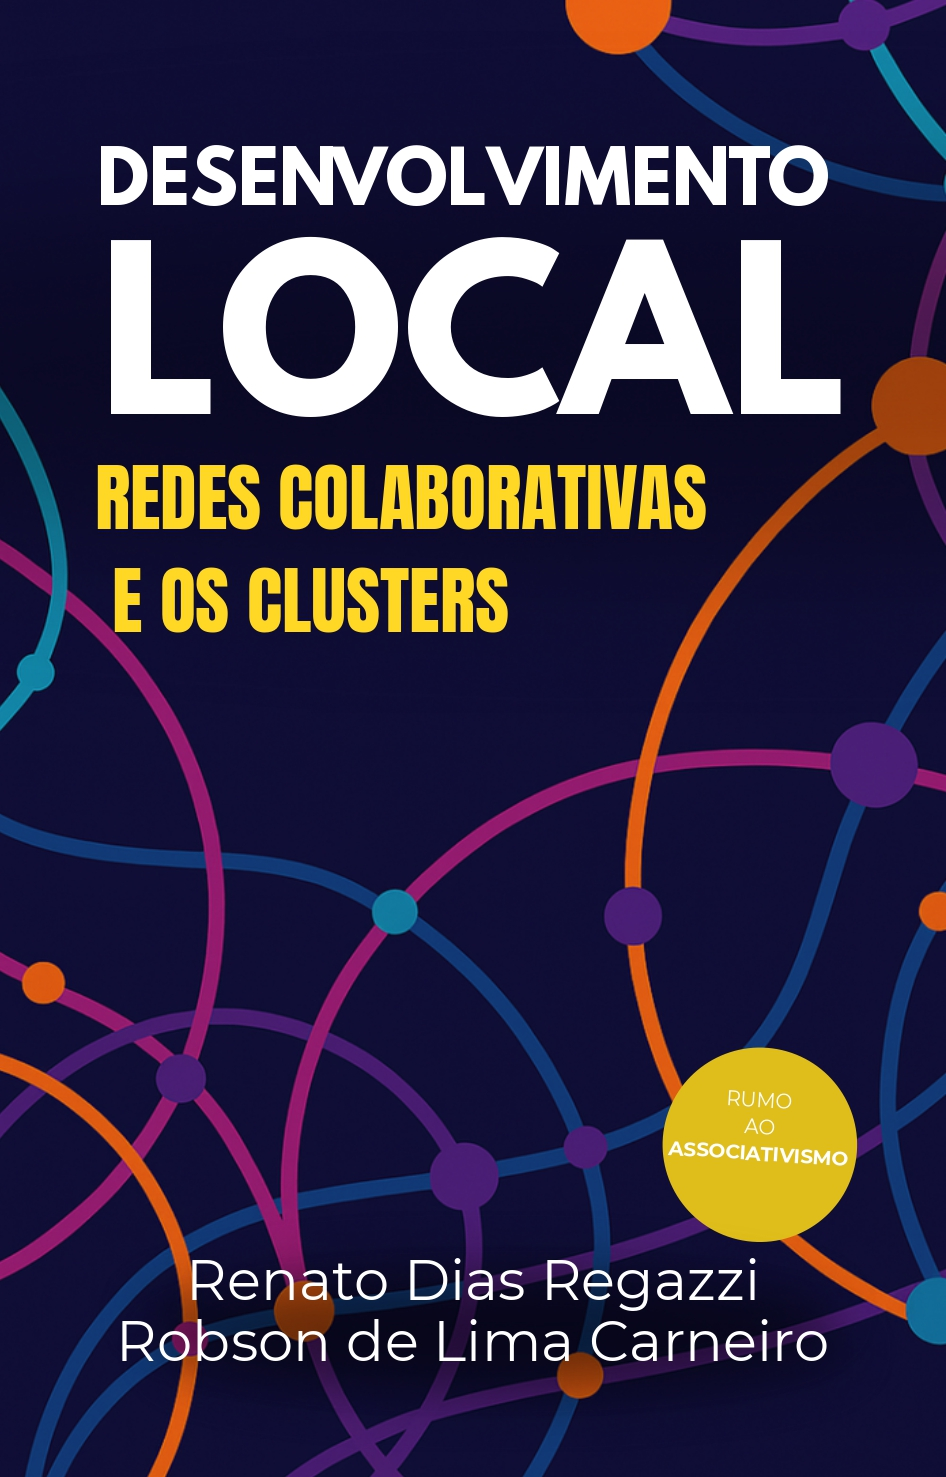 DESENVOLVIMENTO
LOCAL
REDES COLABORATIVAS
E OS CLUSTERS
RUMO
AO
ASSOCIATIVISMO
Renato Dias Regazzi
Robson de Lima Carneiro